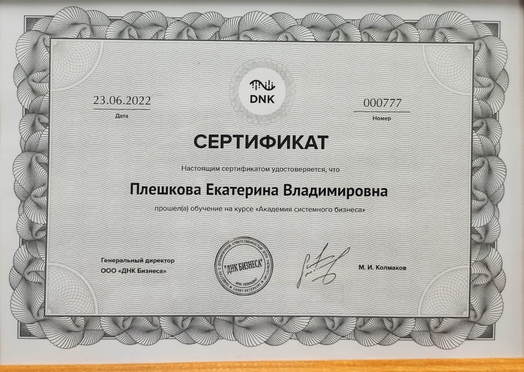 DNK
23.06.2022
Дата
000777
Номер
СЕРТИФИКАТ
Настоящим сертификатом удостоверяется, что
Плешкова Екатерина Владимировна
прошел(а) обучение на курсе «Академия системного бизнеса»
Генеральный директор
ООО «ДНК Бизнеса»
"ДНК БИЗНЕСА"
М. И. Колмаков